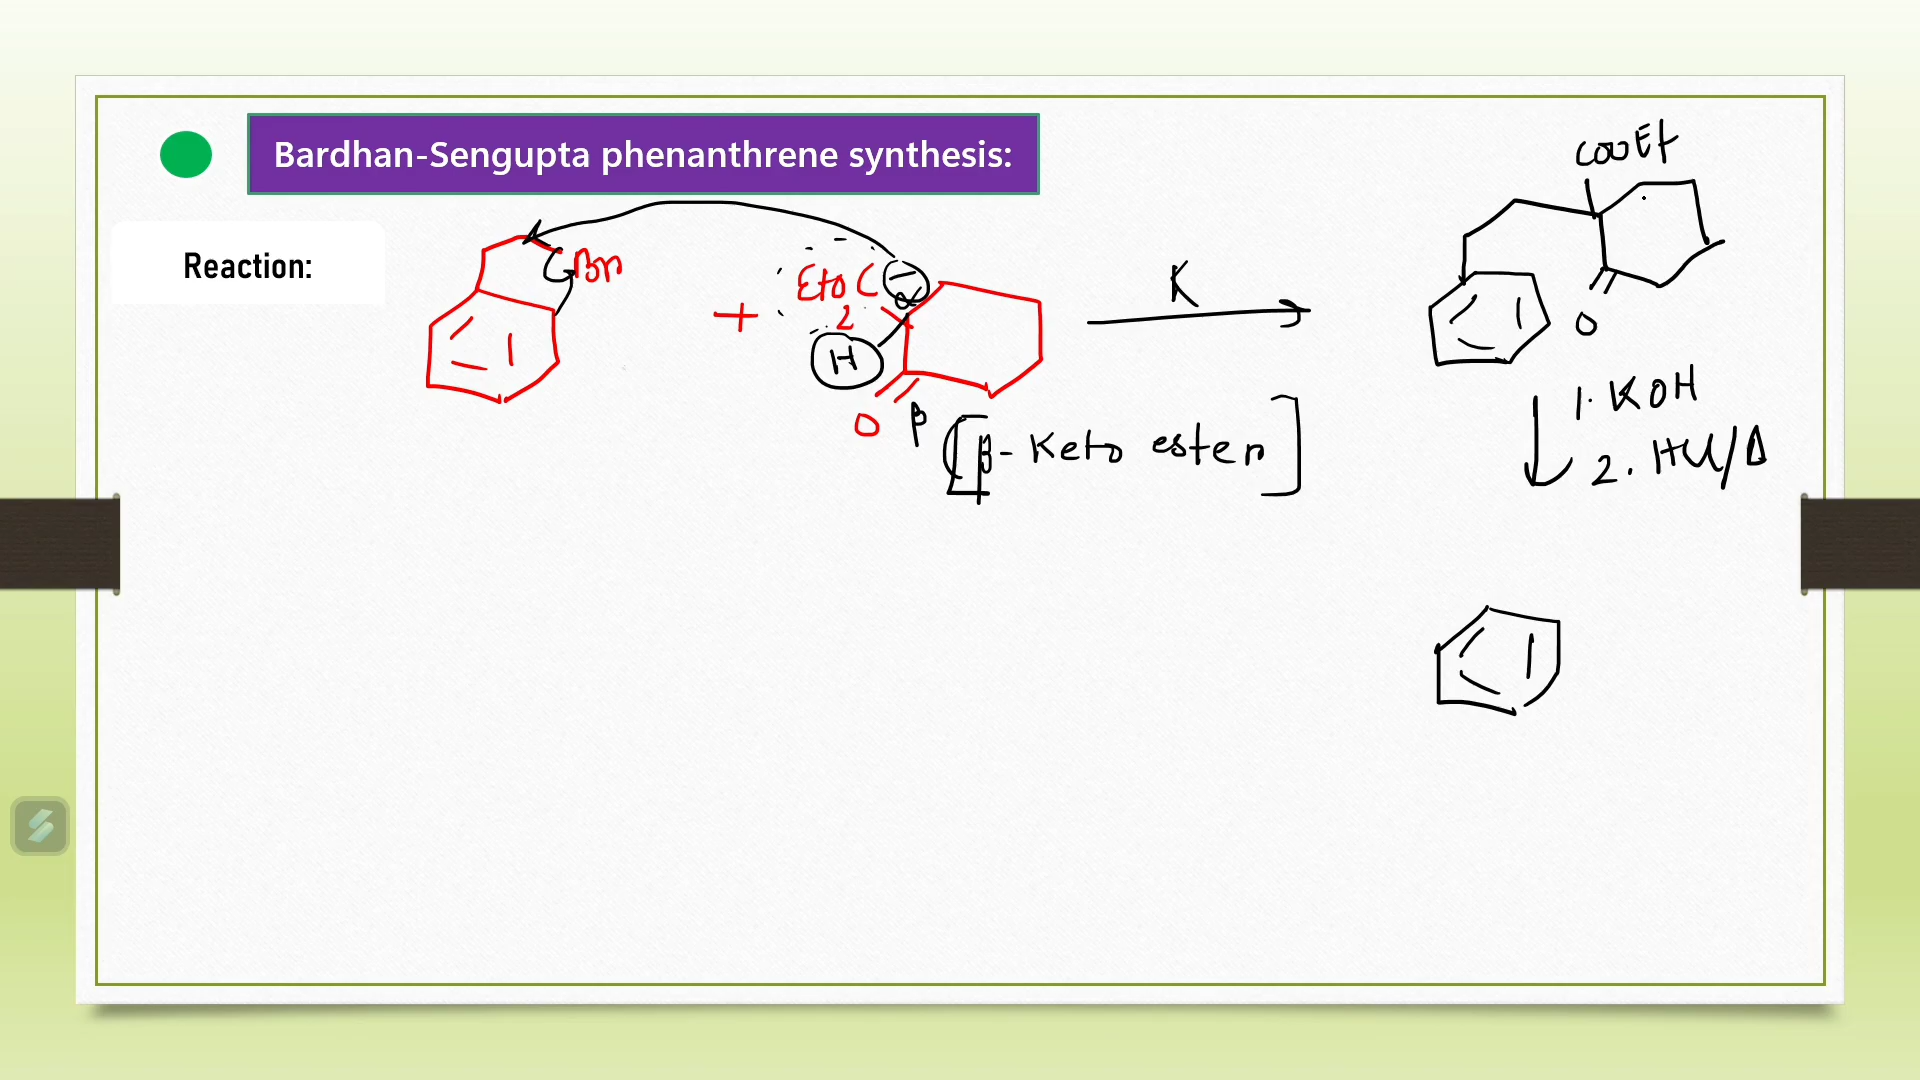 Bardhan-Sengupta phenanthrene synthesis:
Reaction:
Br
+
EtO2C
α
H
O
β
[β-Keto ester]
K
COOEt
O
1. KOH
2. HCl/Δ